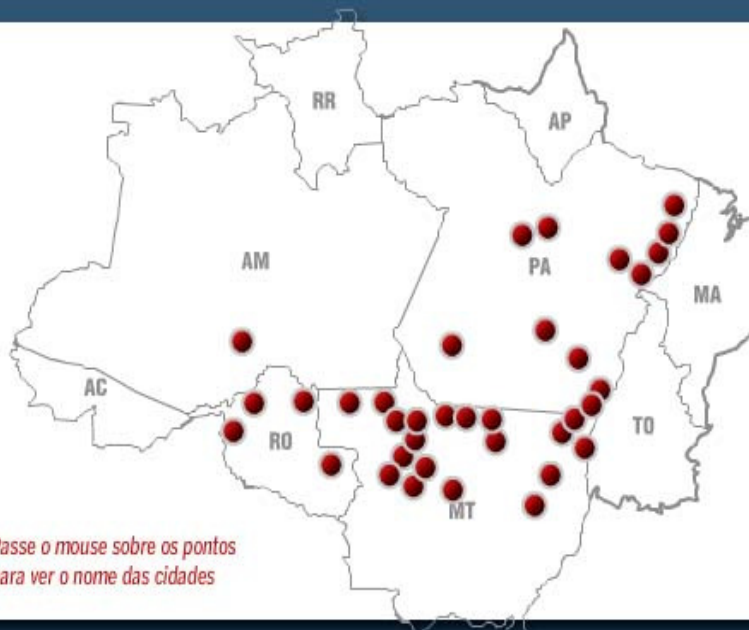 RR
AP
AM
PA
MA
AC
RO
TO
MT
asse o mouse sobre os pontos
ara ver o nome das cidades